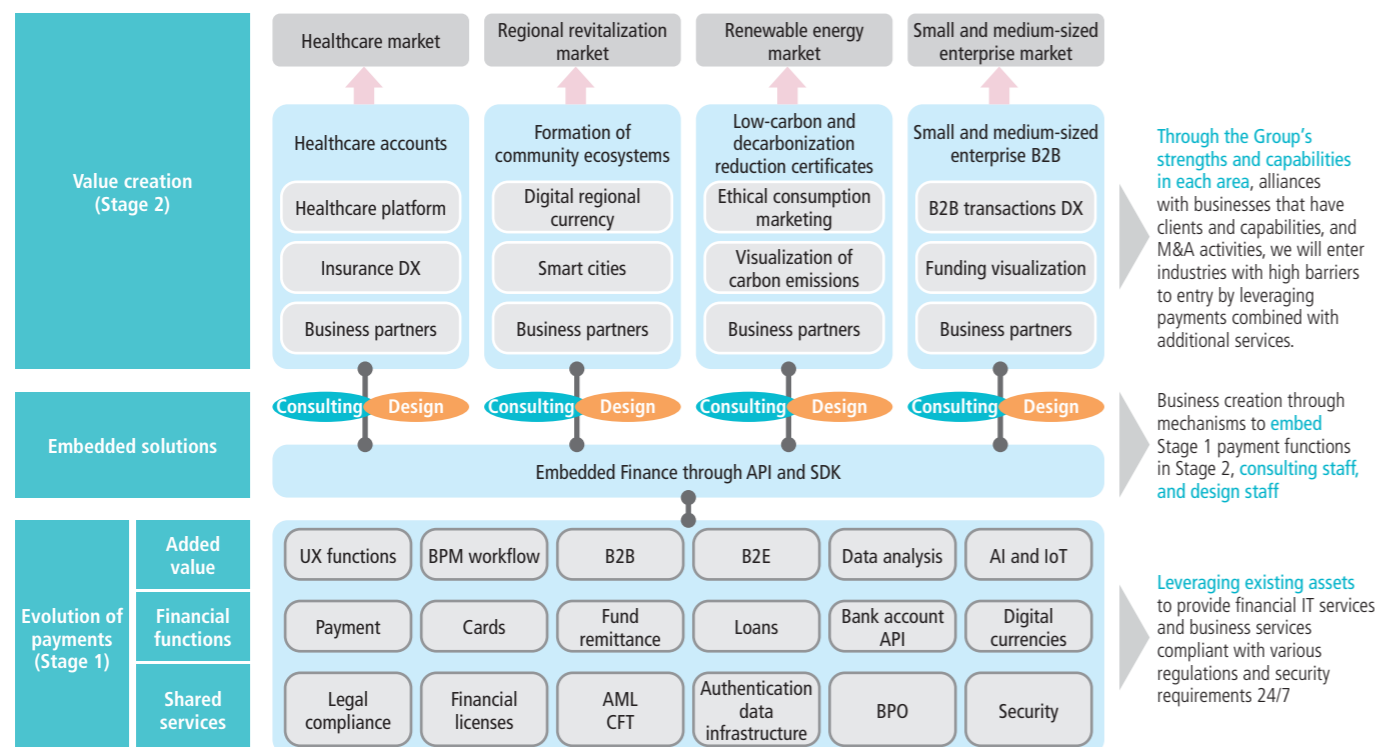 Value creation
(Stage 2)
Healthcare market
Regional revitalization
market
Renewable energy
market
Small and medium-sized
enterprise market
Healthcare accounts
Healthcare platform
Insurance DX
Business partners
Formation of
community ecosystems
Digital regional
currency
Smart cities
Business partners
Low-carbon and
decarbonization
reduction certificates
Ethical consumption
marketing
Visualization of
carbon emissions
Business partners
Small and medium-sized
enterprise B2B
B2B transactions DX
Funding visualization
Business partners
Through the Group's
strengths and capabilities
in each area, alliances
with businesses that have
clients and capabilities, and
M&A activities, we will enter
industries with high barriers
to entry by leveraging
payments combined with
additional services.
Embedded solutions
Consulting Design
Consulting Design
Consulting Design
Consulting Design
Embedded Finance through API and SDK
Business creation through
mechanisms to embed
Stage 1 payment functions
in Stage 2, consulting staff,
and design staff
Evolution of
payments
(Stage 1)
Added
value
UX functions
BPM workflow
B2B
B2E
Data analysis
AI and IoT
Financial
functions
Payment
Cards
Fund
remittance
Loans
Bank account
API
Digital
currencies
Shared
services
Legal
compliance
Financial
licenses
AML
CFT
Authentication
data
infrastructure
BPO
Security
Leveraging existing assets
to provide financial IT services
and business services
compliant with various
regulations and security
requirements 24/7